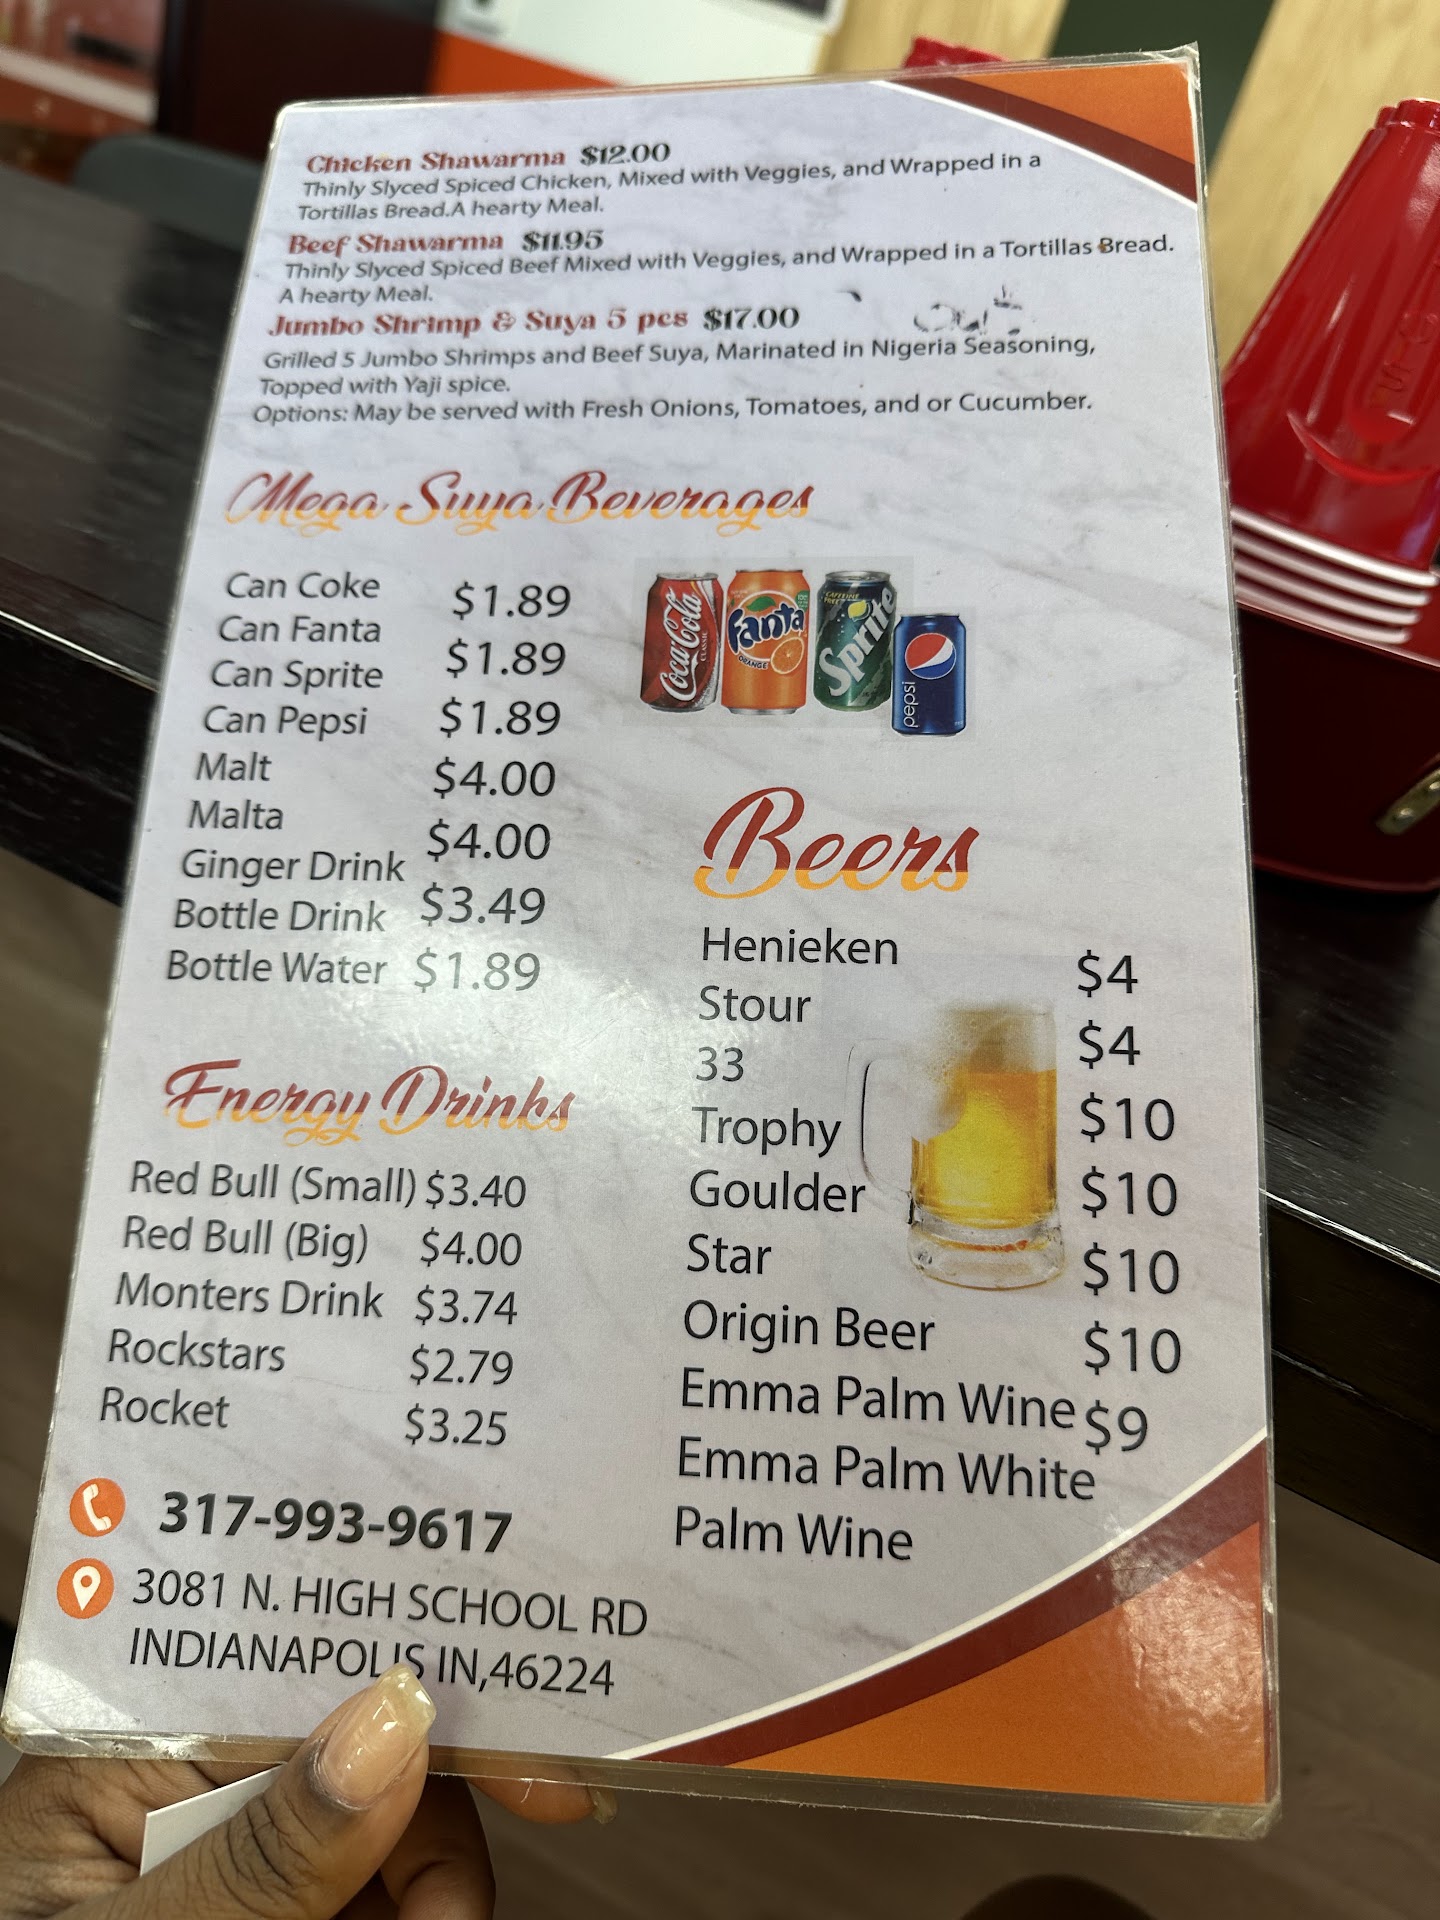 Chicken Shawarma $12.00
Thinly Slyced Spiced Chicken, Mixed with Veggies, and Wrapped in a
Tortillas Bread.A hearty Meal.
Beef Shawarma $11.95
Thinly Slyced Spiced Beef Mixed with Veggies, and Wrapped in a Tortillas Bread.
A hearty Meal.
Jumbo Shrimp & Suya 5 pcs $17.00
Grilled 5 Jumbo Shrimps and Beef Suya, Marinated in Nigeria Seasoning,
Topped with Yaji spice.
Options: May be served with Fresh Onions, Tomatoes, and or Cucumber.
Mega Suya Beverages
Can Coke $1.89
Can Fanta $1.89
Can Sprite $1.89
Can Pepsi $4.00
Malt $4.00
Malta $3.49
Ginger Drink $1.89
Bottle Drink
Bottle Water
Coca-Cola
CLASSIC
Fanta
ORANGE
CAFFEINE
FREE
Sprite
pepsi
Energy Drinks
Red Bull (Small) $3.40
Red Bull (Big) $4.00
Monters Drink $3.74
Rockstars $2.79
Rocket $3.25
Beers
Henieken $4
Stour $4
33 $10
Trophy $10
Goulder $10
Star $10
Origin Beer $9
Emma Palm Wine
Emma Palm White
Palm Wine
317-993-9617
3081 N. HIGH SCHOOL RD
INDIANAPOLIS IN,46224